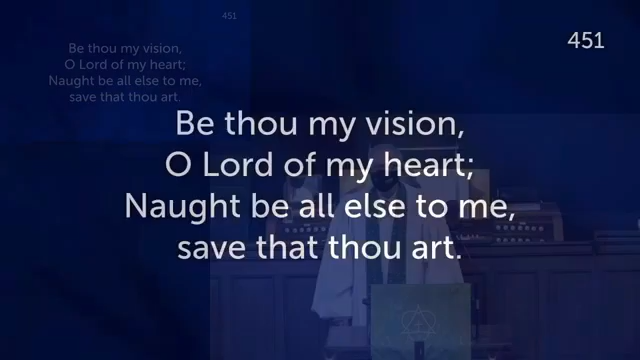 451
Be thou my vision,
O Lord of my heart;
Naught be all else to me,
save that thou art.
451
Be thou my vision,
O Lord of my heart;
Naught be all else to me,
save that thou art.